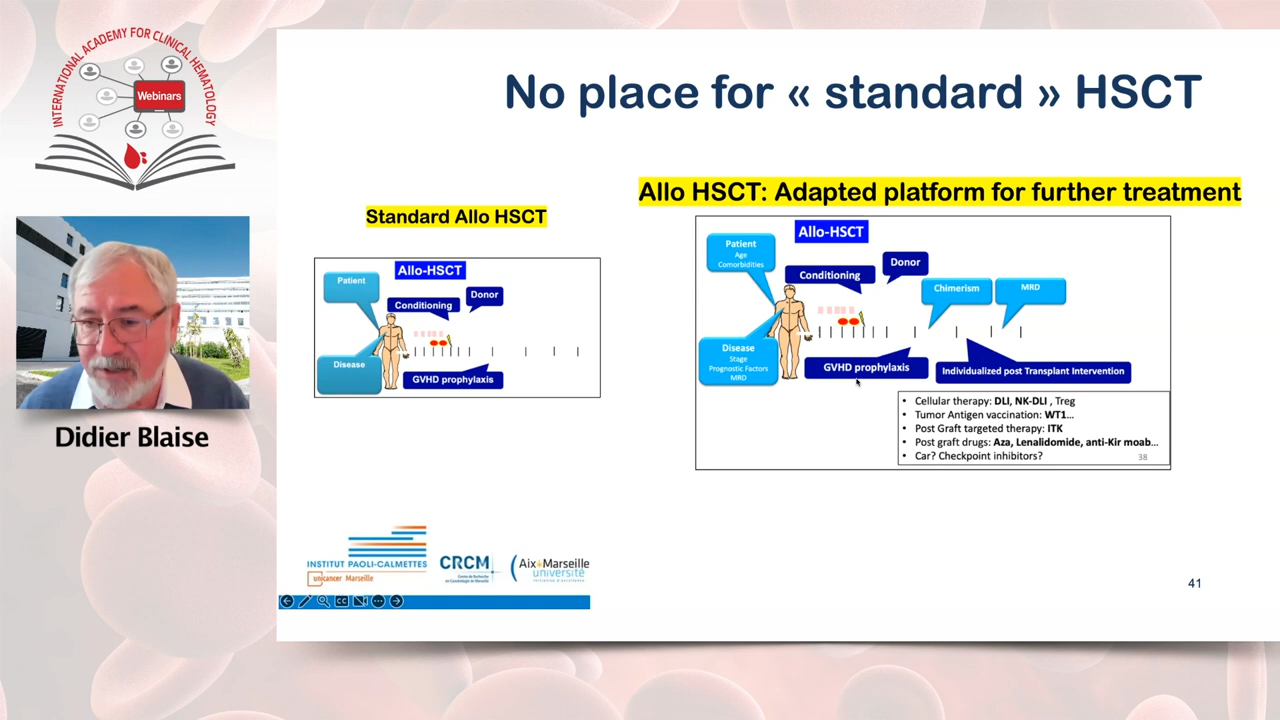 INTERNATIONAL ACADEMY FOR CLINICAL HEMATOLOGY
Webinars
Didier Blaise
No place for « standard » HSCT
Standard Allo HSCT
Allo-HSCT
Patient
Conditioning
Donor
Disease
GVHD prophylaxis
Allo HSCT: Adapted platform for further treatment
Allo-HSCT
Patient
Age
Comorbidities
Conditioning
Donor
Chimerism
MRD
Disease
Stage
Prognostic Factors
MRD
GVHD prophylaxis
Individualized post Transplant Intervention
• Cellular therapy: DLI, NK-DLI , Treg
• Tumor Antigen vaccination: WT1...
• Post Graft targeted therapy: ITK
• Post graft drugs: Aza, Lenalidomide, anti-Kir moab...
• Car? Checkpoint inhibitors?
38
INSTITUT PAOLI-CALMETTES
unicancer Marseille
CRCM
Centre de Recherche
en Cancérologie de Marseille
Aix Marseille
université
CC
41